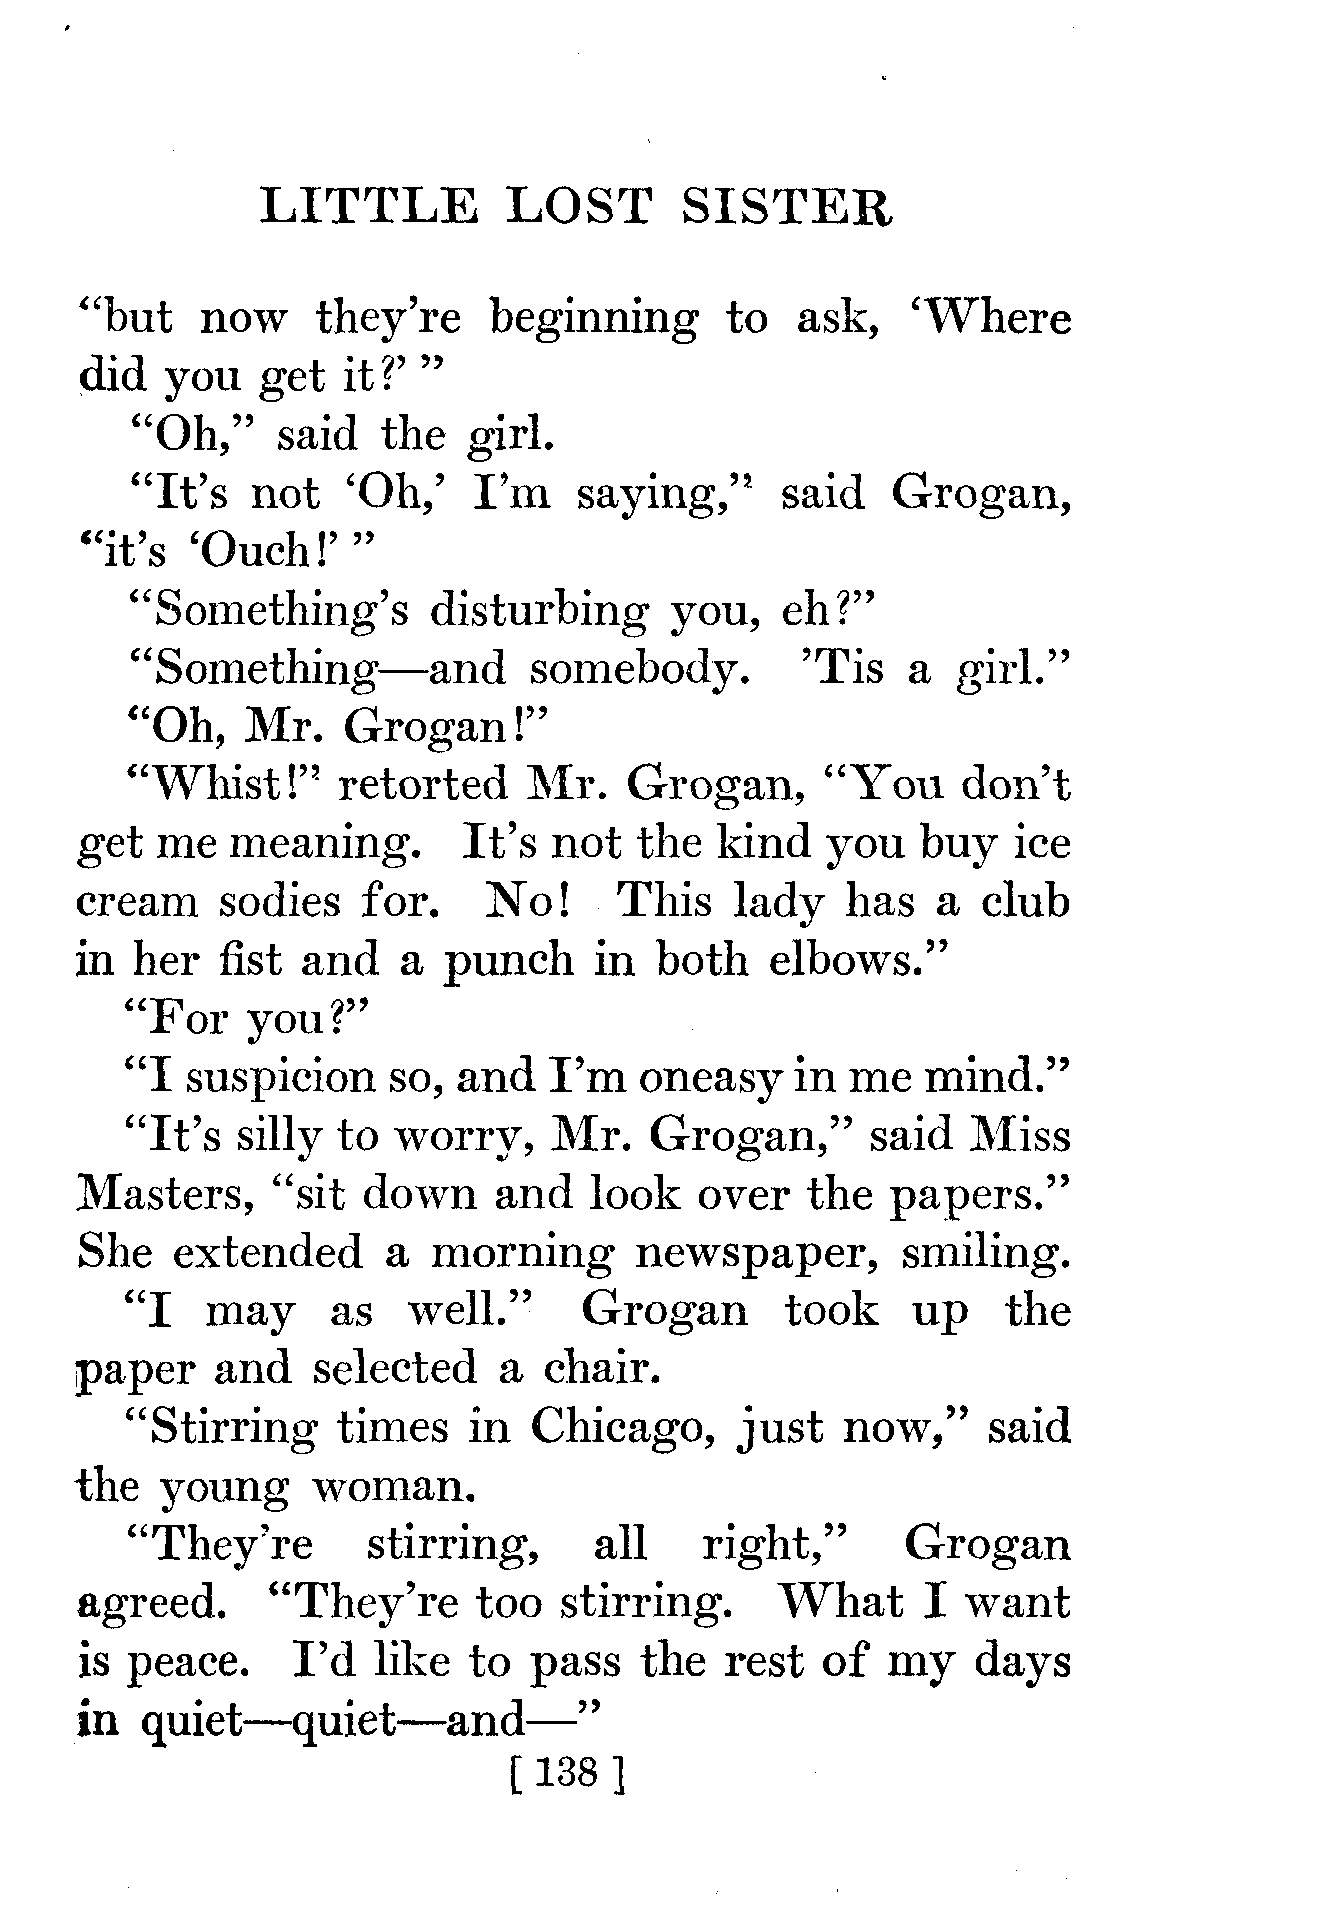 LITTLE LOST SISTER
“but now they’re beginning to ask, ‘Where
did you get it?’ ”
“Oh,” said the girl.
“It’s not ‘Oh,’ I’m saying,” said Grogan,
“it’s ‘Ouch!’ ”
“Something’s disturbing you, eh?”
“Something—and somebody. ’Tis a girl.”
“Oh, Mr. Grogan!”
“Whist!” retorted Mr. Grogan, “You don’t
get me meaning. It’s not the kind you buy ice
cream sodies for. No! This lady has a club
in her fist and a punch in both elbows.”
“For you?”
“I suspicion so, and I’m oneasy in me mind.”
“It’s silly to worry, Mr. Grogan,” said Miss
Masters, “sit down and look over the papers.”
She extended a morning newspaper, smiling.
“I may as well.” Grogan took up the
paper and selected a chair.
“Stirring times in Chicago, just now,” said
the young woman.
“They’re stirring, all right,” Grogan
agreed. “They’re too stirring. What I want
is peace. I’d like to pass the rest of my days
in quiet—quiet—and—”
[ 138 ]